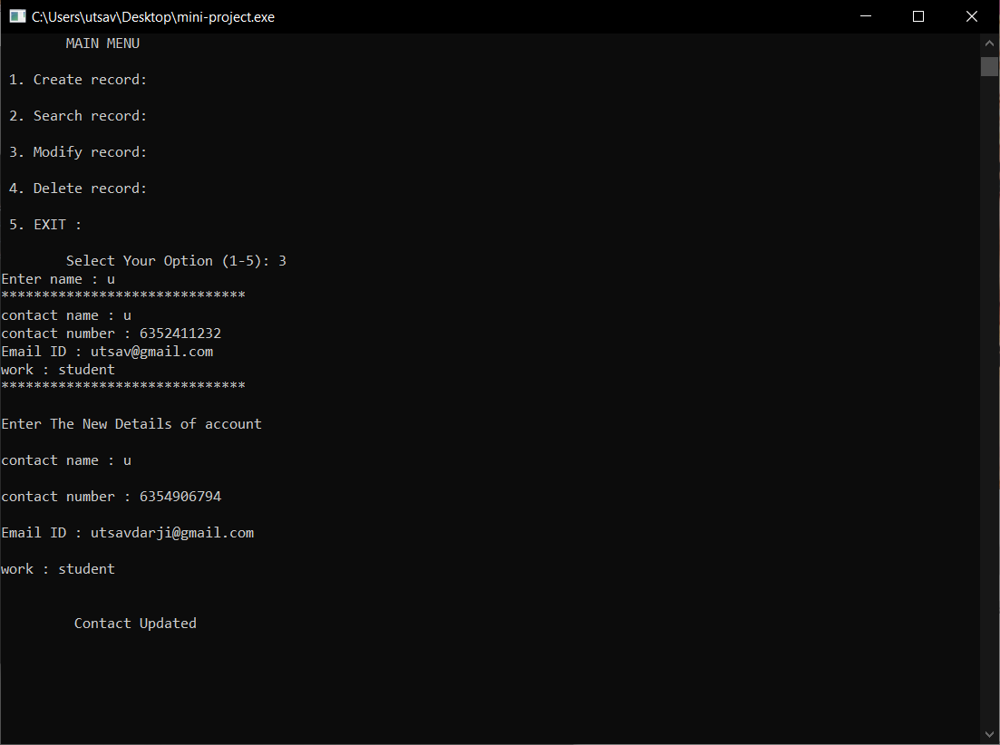 C:\Users\utsav\Desktop\mini-project.exe
MAIN MENU
1. Create record:
2. Search record:
3. Modify record:
4. Delete record:
5. EXIT :
Select Your Option (1-5): 3
Enter name : u
******************************
contact name : u
contact number : 6352411232
Email ID : utsav@gmail.com
work : student
******************************
Enter The New Details of account
contact name : u
contact number : 6354906794
Email ID : utsavdarji@gmail.com
work : student
Contact Updated